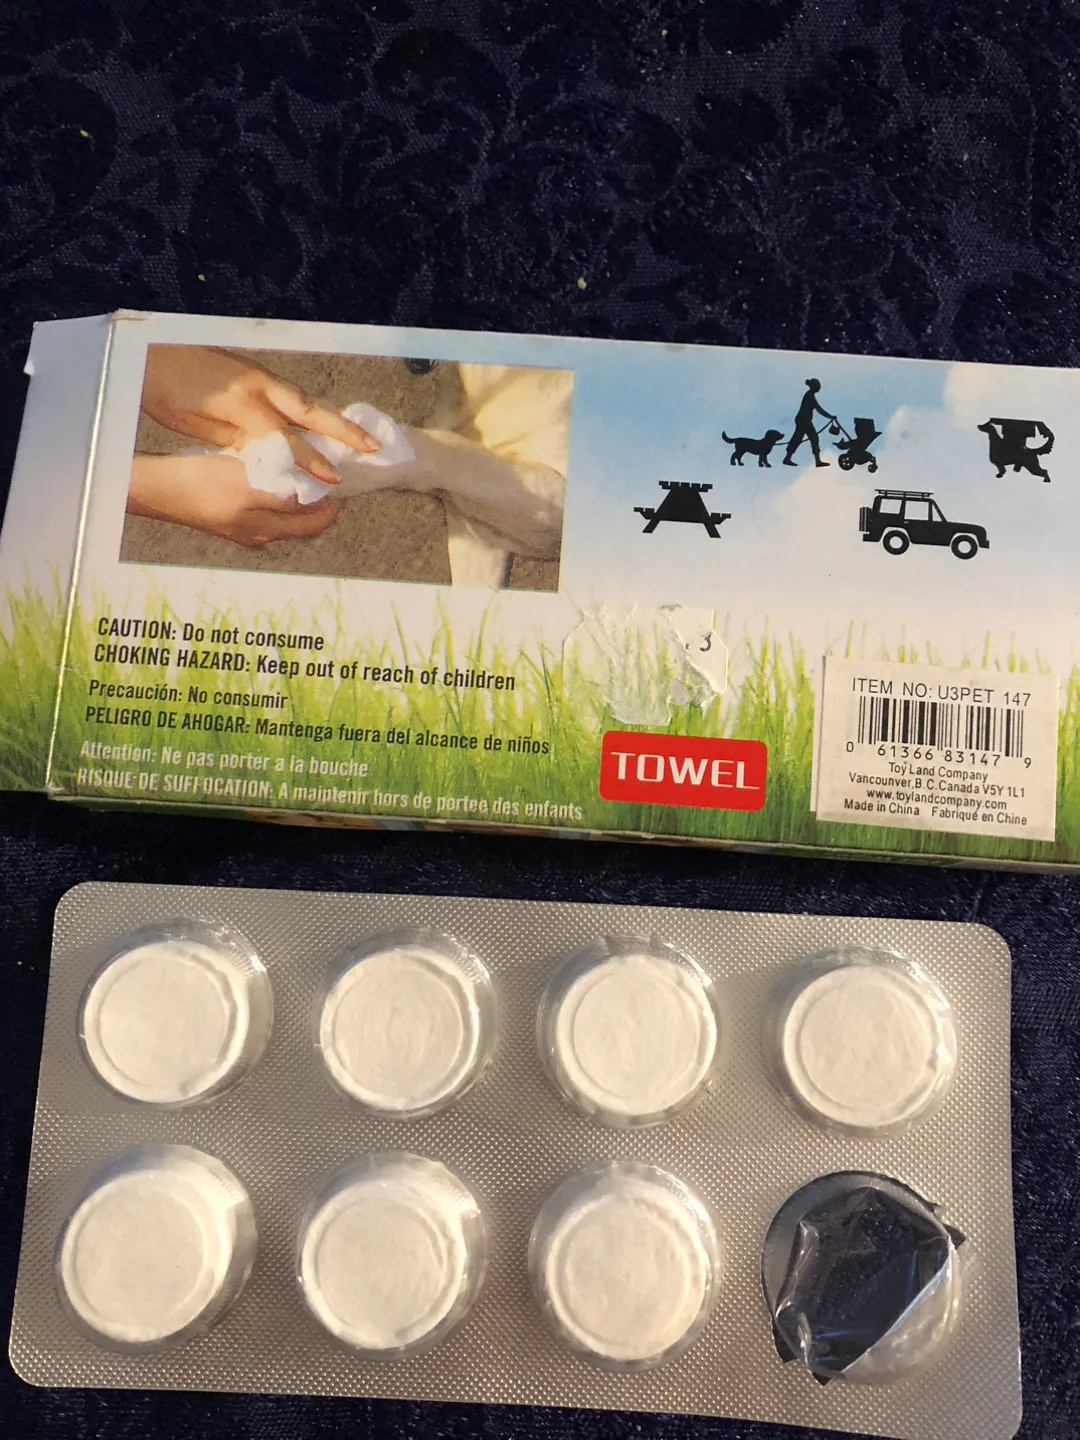 CAUTION: Do not consume
CHOKING HAZARD: Keep out of reach of children
Precaución: No consumir
PELIGRO DE AHOGAR: Mantenga fuera del alcance de niños
Attention: Ne pas porter a la bouche
RISQUE DE SUFFOCATION: A maintenir hors de portee des enfants
. 3
TOWEL
ITEM NO: U3PET 147
0 61366 83147 9
Toy Land Company
Vancounver,B.C.Canada V5Y 1L1
www.toylandcompany.com
Made in China Fabriqué en Chine